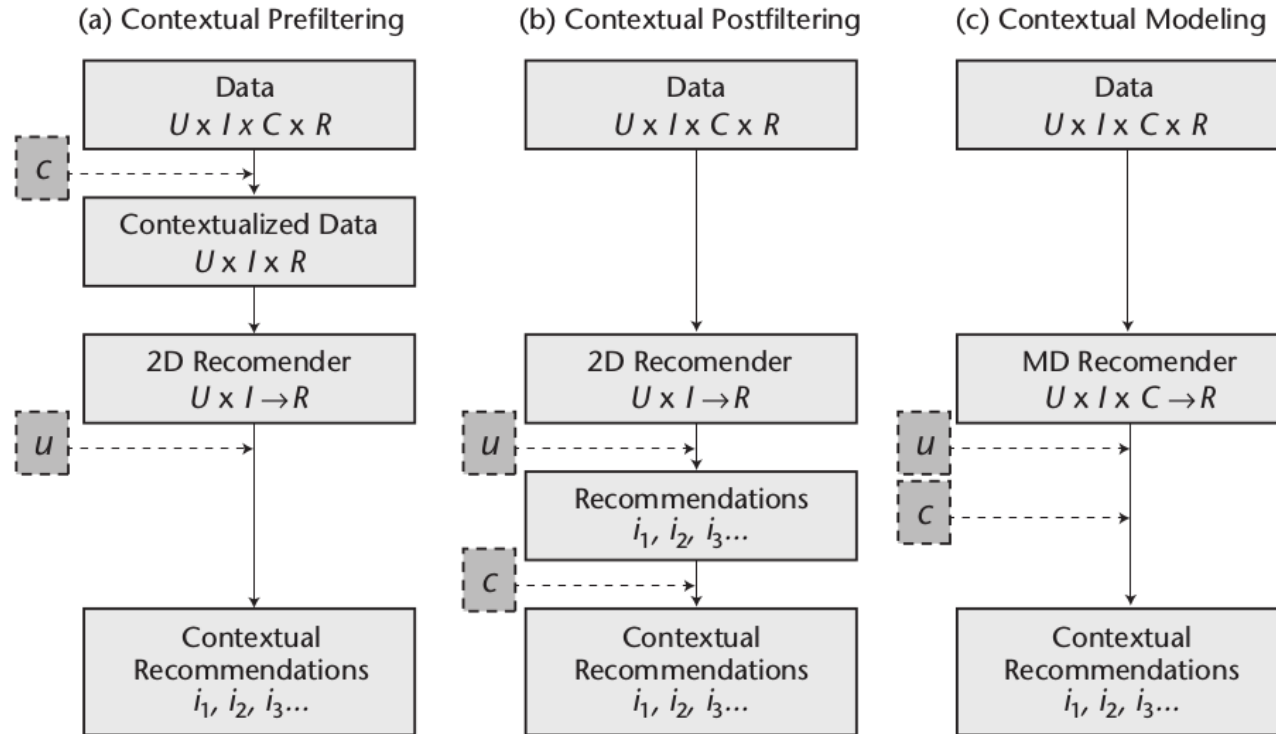 (a) Contextual Prefiltering
Data
U x I x C x R
c
Contextualized Data
U x I x R
2D Recomender
U x I → R
u
Contextual
Recommendations
i1, i2, i3...
(b) Contextual Postfiltering
Data
U x I x C x R
2D Recomender
U x I → R
u
Recommendations
i1, i2, i3...
c
Contextual
Recommendations
i1, i2, i3...
(c) Contextual Modeling
Data
U x I x C x R
MD Recomender
U x I x C → R
u
c
Contextual
Recommendations
i1, i2, i3...